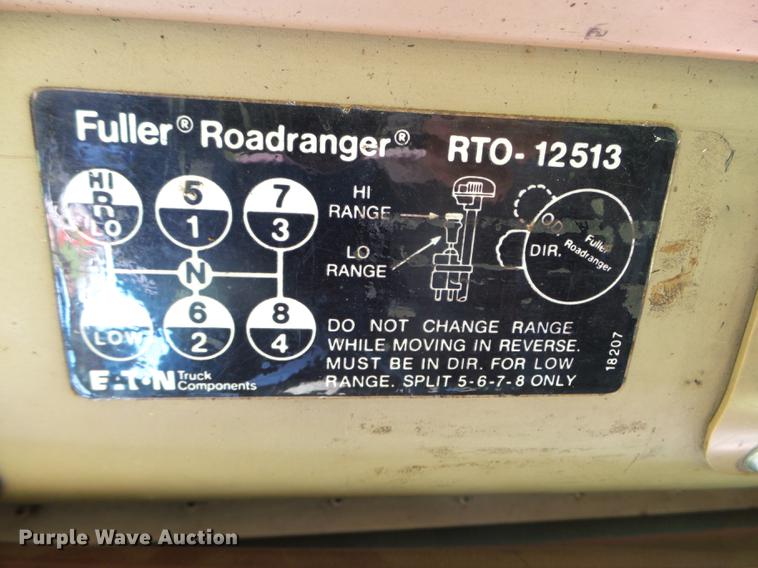 Fuller® Roadranger® RTO-12513
HI
R
LO
5
1
7
3
N
LOW
6
2
8
4
HI
RANGE
LO
RANGE
O.D.
DIR.
Fuller
Roadranger
DO NOT CHANGE RANGE
WHILE MOVING IN REVERSE.
MUST BE IN DIR. FOR LOW
RANGE. SPLIT 5-6-7-8 ONLY
18207
EATON Truck
Components
Purple Wave Auction